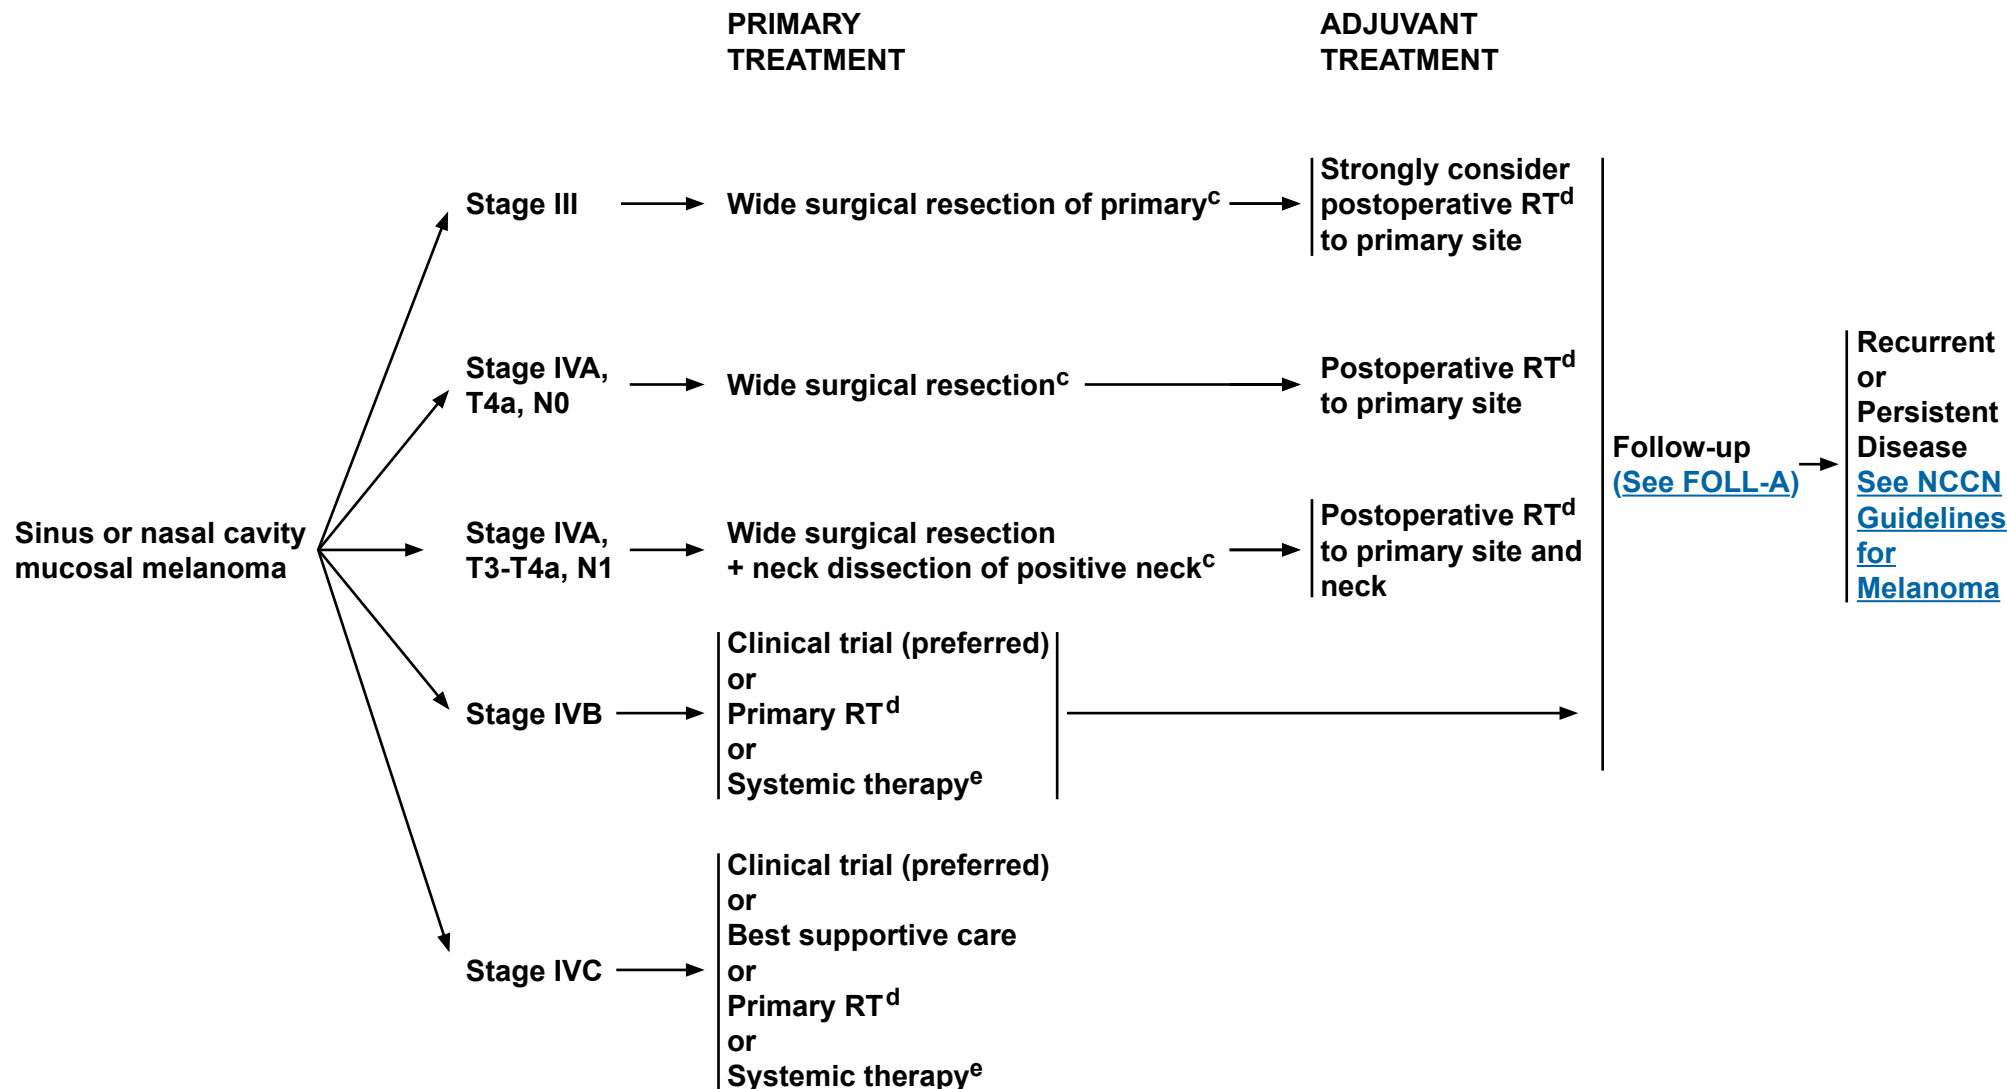 PRIMARY
TREATMENT
ADJUVANT
TREATMENT
Sinus or nasal cavity
mucosal melanoma
Stage III
Wide surgical resection of primaryc
Strongly consider
postoperative RTd
to primary site
Stage IVA,
T4a, N0
Wide surgical resectionc
Postoperative RTd
to primary site
Stage IVA,
T3-T4a, N1
Wide surgical resection
+ neck dissection of positive neckc
Postoperative RTd
to primary site and
neck
Stage IVB
Clinical trial (preferred)
or
Primary RTd
or
Systemic therapye
Stage IVC
Clinical trial (preferred)
or
Best supportive care
or
Primary RTd
or
Systemic therapye
Follow-up
(See FOLL-A)
Recurrent
or
Persistent
Disease
See NCCN
Guidelines
for
Melanoma